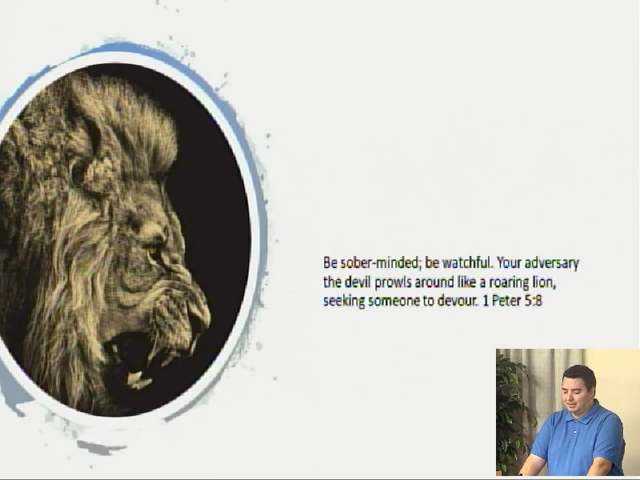 Be sober-minded; be watchful. Your adversary
the devil prowls around like a roaring lion,
seeking someone to devour. 1 Peter 5:8